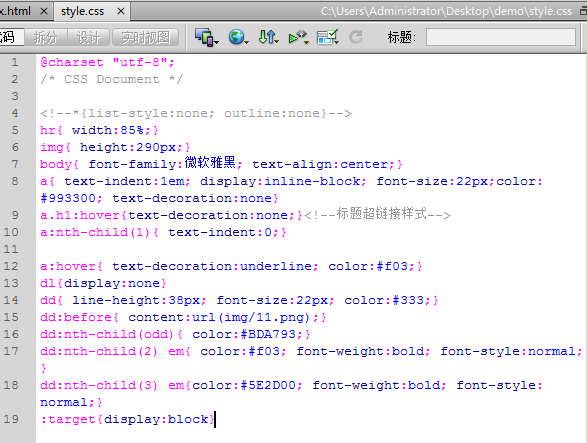 x.html × style.css × C:\Users\Administrator\Desktop\demo\style.css
代码 拆分 设计 实时视图 标题:
1 @charset "utf-8";
2 /* CSS Document */
3
4 <!--*{list-style:none; outline:none}-->
5 hr{ width:85%;}
6 img{ height:290px;}
7 body{ font-family:微软雅黑; text-align:center;}
8 a{ text-indent:1em; display:inline-block; font-size:22px;color:
#993300; text-decoration:none}
9 a.h1:hover{text-decoration:none;}<!--标题超链接样式-->
10 a:nth-child(1){ text-indent:0;}
11
12 a:hover{ text-decoration:underline; color:#f03;}
13 dl{display:none}
14 dd{ line-height:38px; font-size:22px; color:#333;}
15 dd:before{ content:url(img/11.png);}
16 dd:nth-child(odd){ color:#BDA793;}
17 dd:nth-child(2) em{ color:#f03; font-weight:bold; font-style:normal;
}
18 dd:nth-child(3) em{color:#5E2D00; font-weight:bold; font-style:
normal;}
19 :target{display:block}